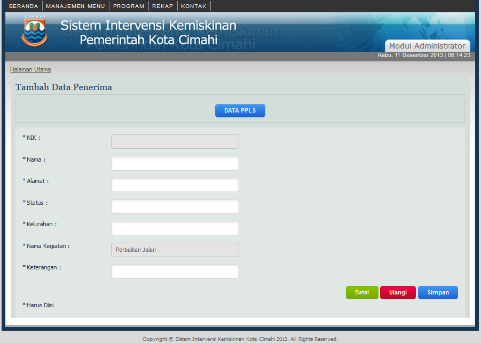 BERANDA MANAJEMEN MENU PROGRAM REKAP KONTAK
Sistem Intervensi Kemiskinan
Pemerintah Kota Cimahi
Modul Administrator
Rabu, 11 Desember 2013 | 06:14:23
Halaman Utama
Tambah Data Penerima
DATA PPLS
* NIK :
* Nama :
* Alamat :
* Status :
* Kelurahan :
* Nama Kegiatan : Perbaikan Jalan
* Keterangan :
Batal Ulangi Simpan
* Harus Diisi
Copyright © Sistem Intervensi Kemiskinan Kota Cimahi 2013. All Rights Reserved.